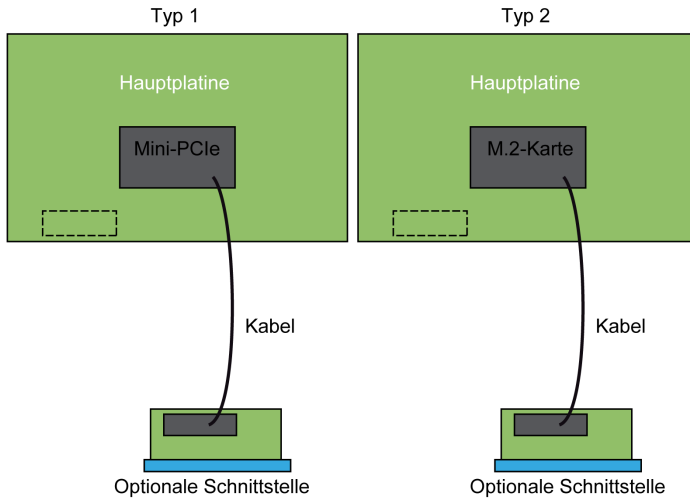 Typ 1
Typ 2
Hauptplatine
Hauptplatine
Mini-PCIe
M.2-Karte
Kabel
Kabel
Optionale Schnittstelle
Optionale Schnittstelle